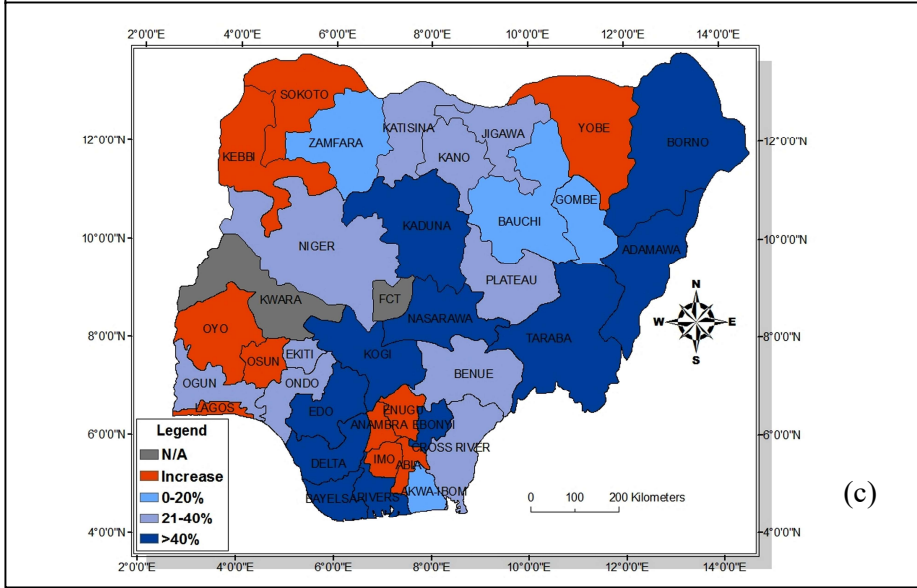 2°0'0"E 4°0'0"E 6°0'0"E 8°0'0"E 10°0'0"E 12°0'0"E 14°0'0"E
SOKOTO
12°0'0"N
KATISINA
JIGAWA
YOBE
BORNO
12°0'0"N
ZAMFARA
KEBBI
KANO
GOMBE
BAUCHI
KADUNA
10°0'0"N
NIGER
ADAMAWA
10°0'0"N
PLATEAU
N
KWARA
FCT
NASARAWA
W E
OYO
TARABA
8°0'0"N
8°0'0"N
S
OSUN
EKITI
KOGI
BENUE
OGUN
ONDO
LAGOS
EDO
ENUGU
ANAMBRA
EBONYI
6°0'0"N
6°0'0"N
CROSS RIVER
DELTA
IMO
ABIA
BAYELSA
RIVERS
AKWA-IBOM
0 100 200 Kilometers
4°0'0"N
4°0'0"N
Legend
N/A
Increase
0-20%
21-40%
>40%
(c)
2°0'0"E 4°0'0"E 6°0'0"E 8°0'0"E 10°0'0"E 12°0'0"E 14°0'0"E